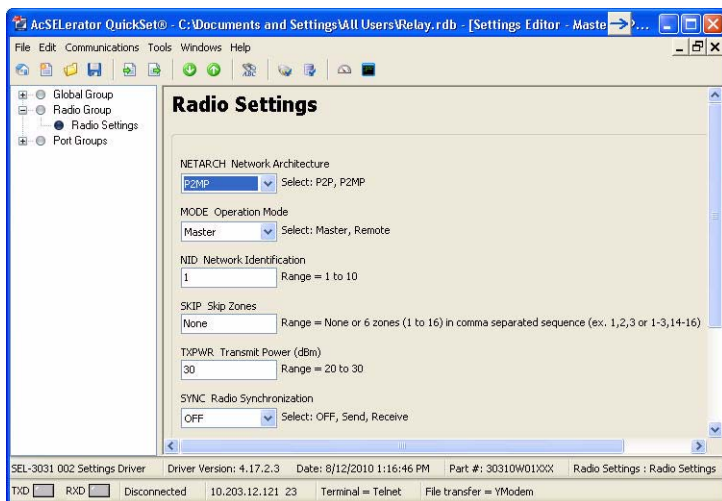 AcSELerator QuickSet® - C:\Documents and Settings\All Users\Relay.rdb - [Settings Editor - Maste
File Edit Communications Tools Windows Help
Global Group
Radio Group
Radio Settings
Port Groups
Radio Settings
NETARCH Network Architecture
P2MP Select: P2P, P2MP
MODE Operation Mode
Master Select: Master, Remote
NID Network Identification
1 Range = 1 to 10
SKIP Skip Zones
None Range = None or 6 zones (1 to 16) in comma separated sequence (ex. 1,2,3 or 1-3,14-16)
TXPWR Transmit Power (dBm)
30 Range = 20 to 30
SYNC Radio Synchronization
OFF Select: OFF, Send, Receive
SEL-3031 002 Settings Driver Driver Version: 4.17.2.3 Date: 8/12/2010 1:16:46 PM Part #: 30310W01XXX Radio Settings : Radio Settings
TXD RXD Disconnected 10.203.12.121 23 Terminal = Telnet File transfer = YModem